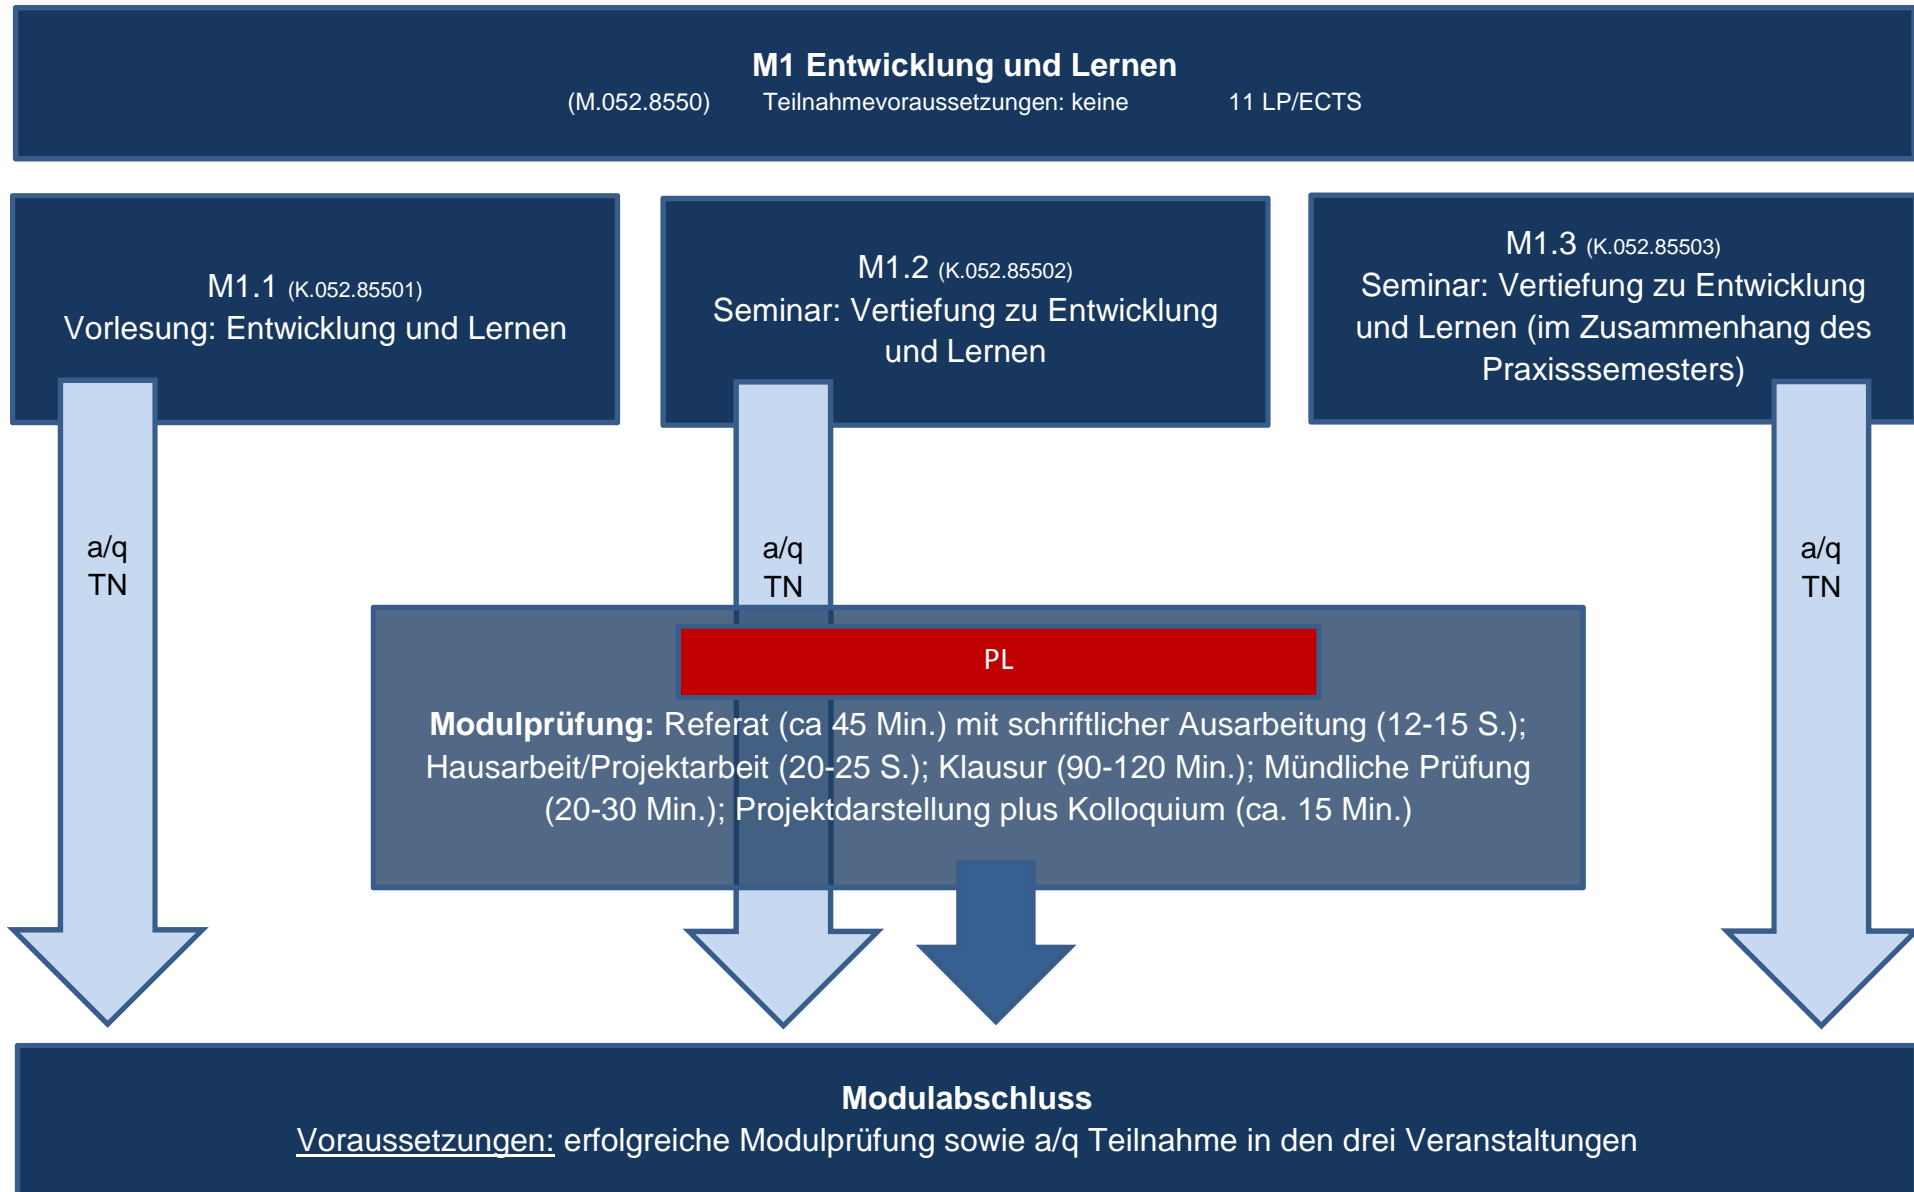 M1 Entwicklung und Lernen
(M.052.8550) Teilnahmevoraussetzungen: keine 11 LP/ECTS
M1.1 (K.052.85501)
Vorlesung: Entwicklung und Lernen
M1.2 (K.052.85502)
Seminar: Vertiefung zu Entwicklung
und Lernen
M1.3 (K.052.85503)
Seminar: Vertiefung zu Entwicklung
und Lernen (im Zusammenhang des
Praxisssemesters)
a/q
TN
a/q
TN
a/q
TN
PL
Modulprüfung: Referat (ca 45 Min.) mit schriftlicher Ausarbeitung (12-15 S.);
Hausarbeit/Projektarbeit (20-25 S.); Klausur (90-120 Min.); Mündliche Prüfung
(20-30 Min.); Projektdarstellung plus Kolloquium (ca. 15 Min.)
Modulabschluss
Voraussetzungen: erfolgreiche Modulprüfung sowie a/q Teilnahme in den drei Veranstaltungen